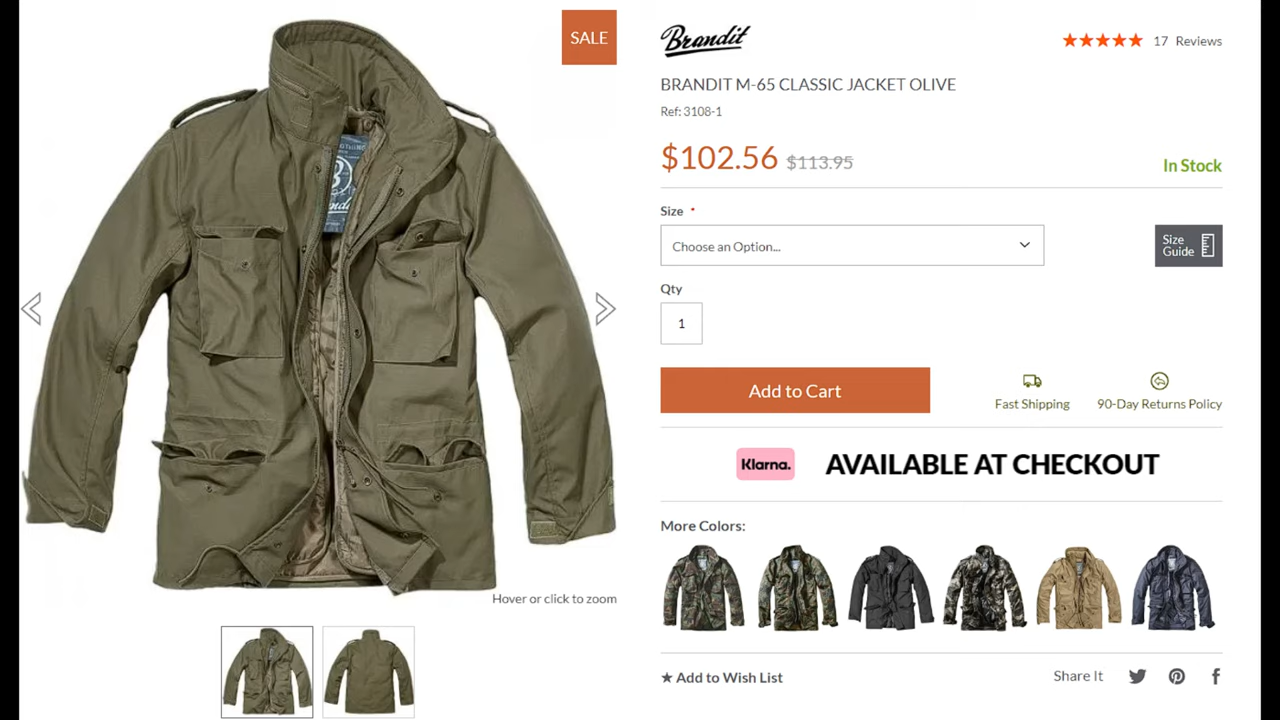 SALE
Brandit
17 Reviews
BRANDIT M-65 CLASSIC JACKET OLIVE
Ref: 3108-1
$102.56 $113.95
In Stock
Size *
Choose an Option...
Size
Guide
Qty
1
Add to Cart
Fast Shipping
90-Day Returns Policy
Klarna. AVAILABLE AT CHECKOUT
More Colors:
Hover or click to zoom
★ Add to Wish List
Share It